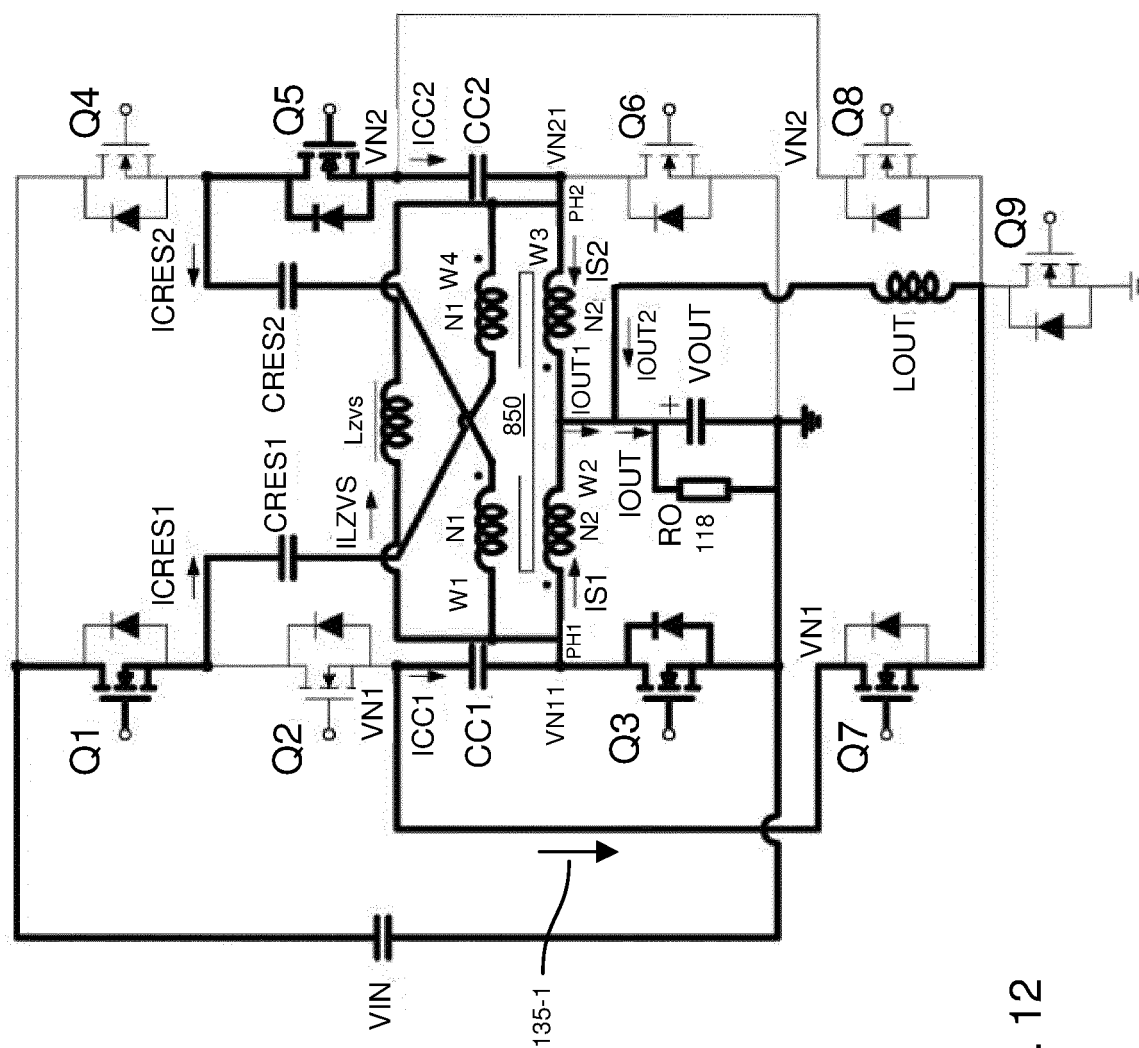 Q4
Q5
VN2
ICC2
CC2
VN21
Q6
VN2
Q8
Q9
ICRES2
CRES2
N1
W4
PH2
W3
IS2
N2
IOUT1
IOUT2
VOUT
+
LOUT
Lzvs
850
ICRES1
CRES1
ILZVS
W1
N1
IS1
N2
W2
IOUT
RO
118
PH1
Q1
Q2
VN1
ICC1
CC1
VN11
Q3
VN1
Q7
VIN
135-1
. 12